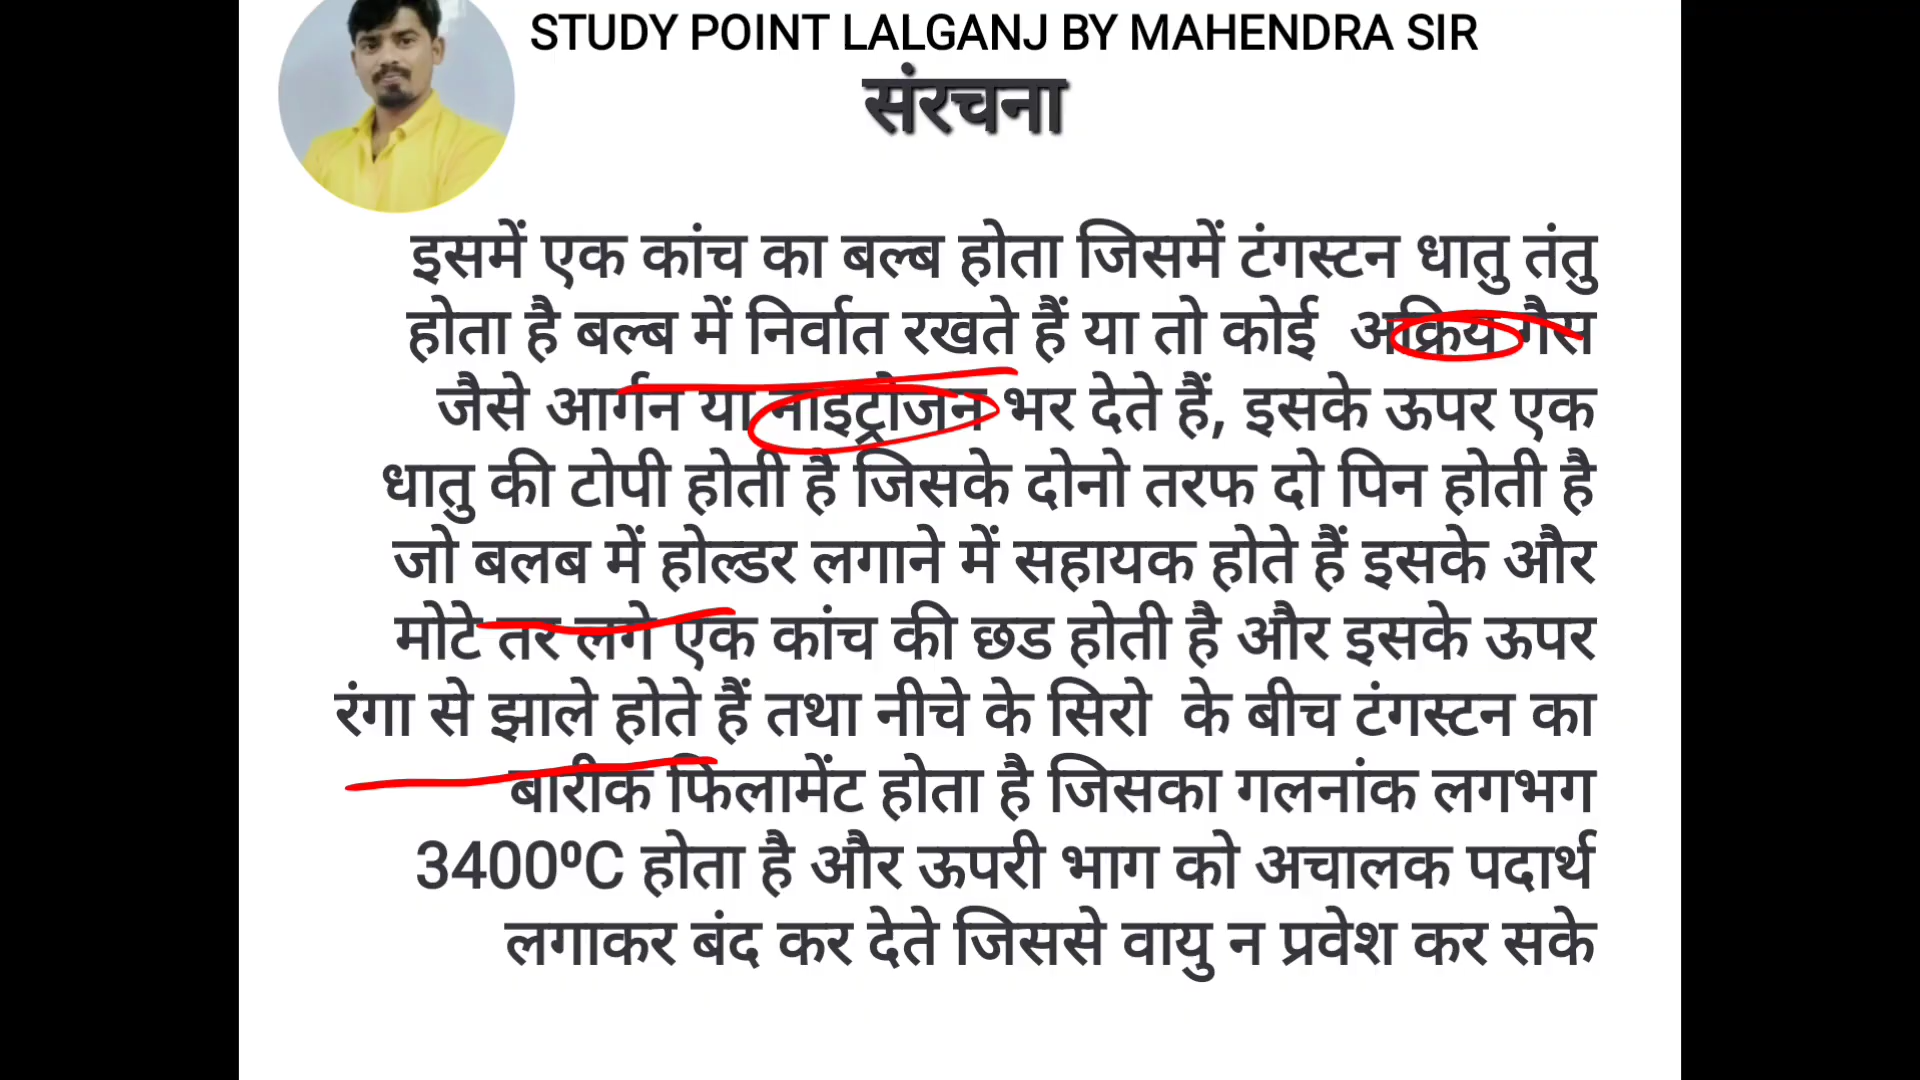 STUDY POINT LALGANJ BY MAHENDRA SIR
संरचना
इसमें एक कांच का बल्ब होता जिसमें टंगस्टन धातु तंतु
होता है बल्ब में निर्वात रखते हैं या तो कोई अक्रिय गैस
जैसे आर्गन या नाइट्रोजन भर देते हैं, इसके ऊपर एक
धातु की टोपी होती है जिसके दोनो तरफ दो पिन होती है
जो बलब में होल्डर लगाने में सहायक होते हैं इसके और
मोटे तर लगे एक कांच की छड होती है और इसके ऊपर
रंगा से झाले होते हैं तथा नीचे के सिरो के बीच टंगस्टन का
बारीक फिलामेंट होता है जिसका गलनांक लगभग
3400ºC होता है और ऊपरी भाग को अचालक पदार्थ
लगाकर बंद कर देते जिससे वायु न प्रवेश कर सके